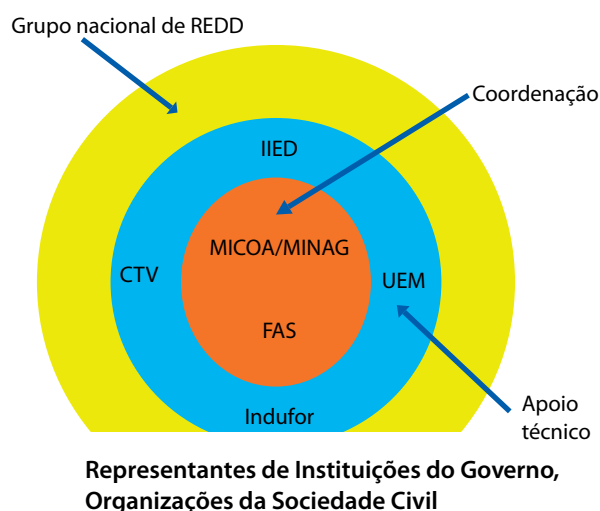 Grupo nacional de REDD
Coordenação
IIED
MICOA/MINAG
CTV
UEM
FAS
Apoio
técnico
Indufor
Representantes de Instituições do Governo,
Organizações da Sociedade Civil